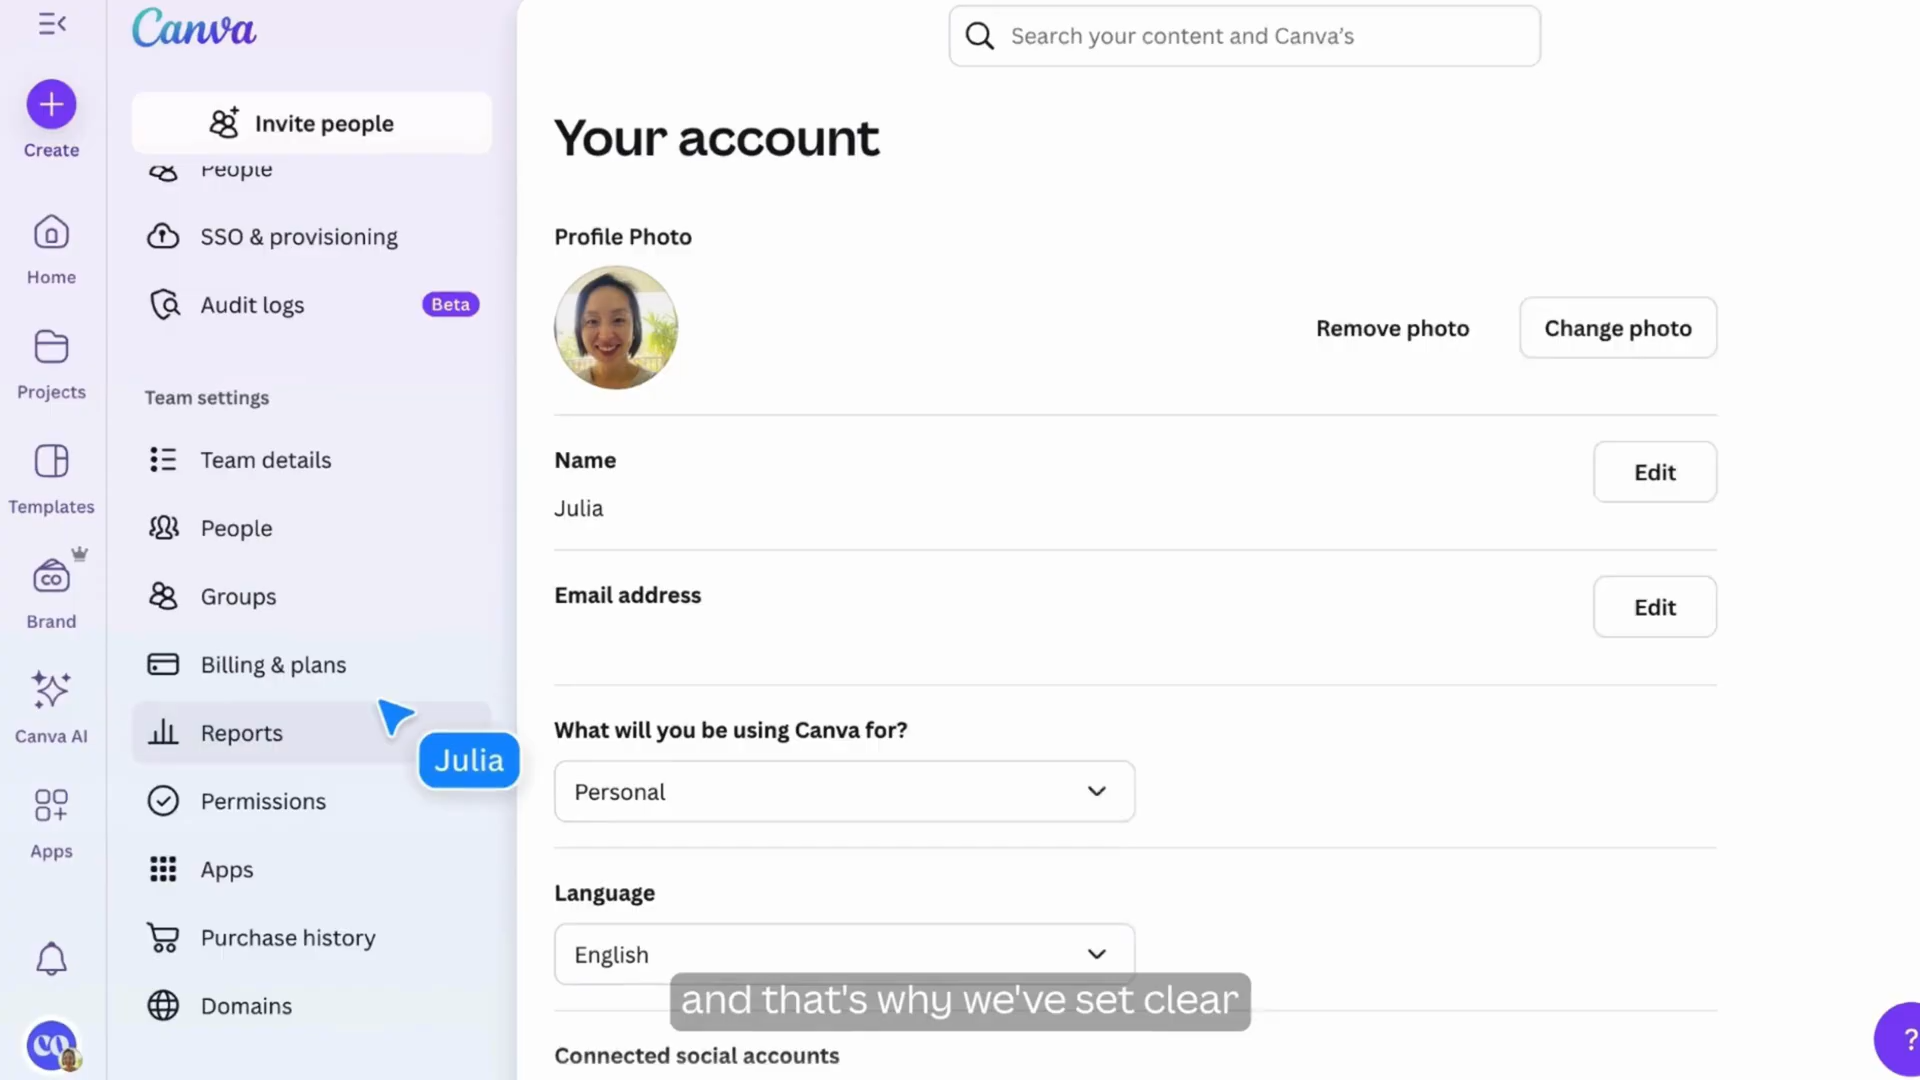 Canva
Search your content and Canva's
Create
Invite people
Your account
People
SSO & provisioning
Profile Photo
Home
Audit logs
Beta
Remove photo
Change photo
Projects
Team settings
Team details
Name
Edit
Julia
Templates
People
Groups
Email address
Edit
Brand
CO
Billing & plans
Canva AI
Reports
Julia
What will you be using Canva for?
Personal
Permissions
Apps
Apps
Language
English
Purchase history
and that's why we've set clear
Domains
CO
Connected social accounts
?